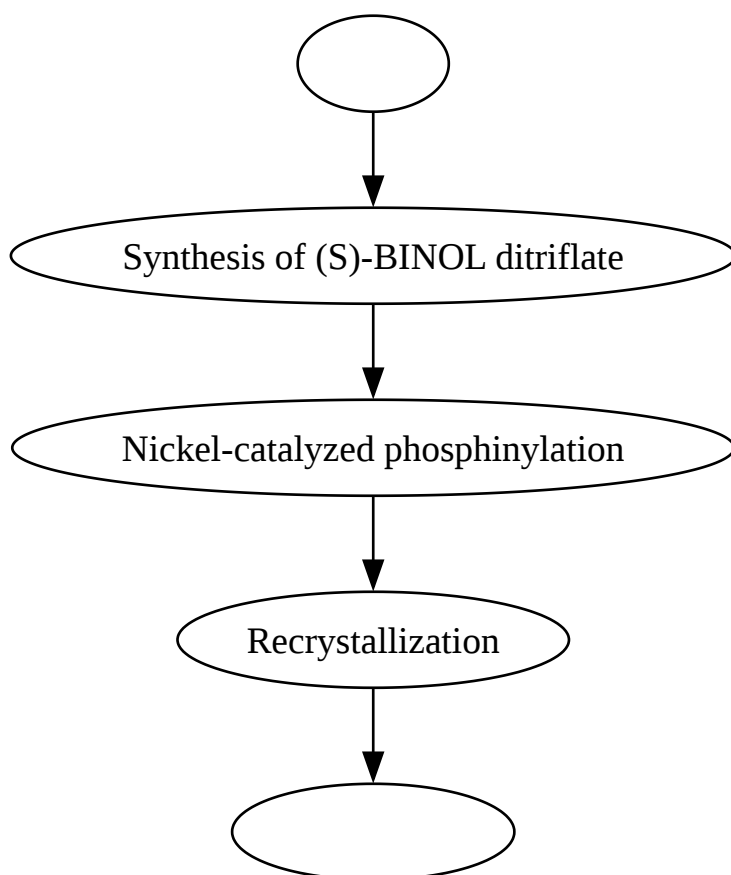 Synthesis of (S)-BINOL ditriflate
Nickel-catalyzed phosphinylation
Recrystallization